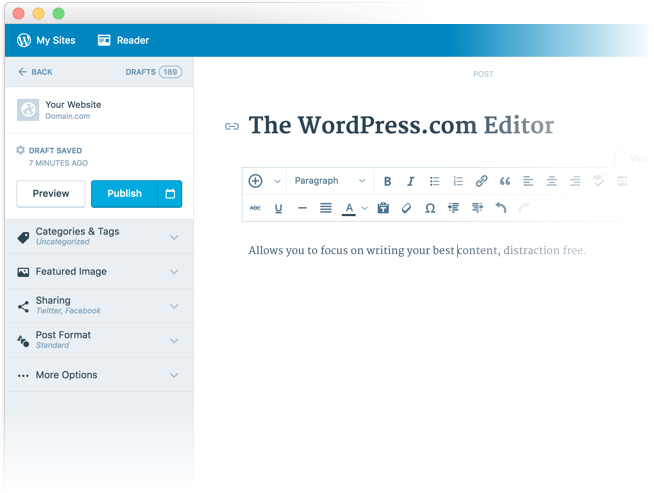 My Sites
Reader
BACK
DRAFTS 189
Your Website
Domain.com
DRAFT SAVED
7 MINUTES AGO
Preview
Publish
Categories & Tags
Uncategorized
Featured Image
Sharing
Twitter, Facebook
Post Format
Standard
More Options
POST
The WordPress.com Editor
Paragraph
B I
ABC U A Ω
Allows you to focus on writing your best content, distraction free.